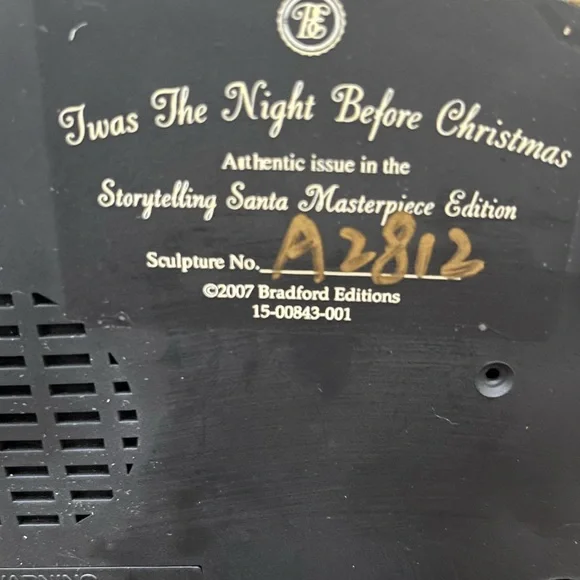 BE
'Twas The Night Before Christmas
Authentic issue in the
Storytelling Santa Masterpiece Edition
Sculpture No. A2812
©2007 Bradford Editions
15-00843-001